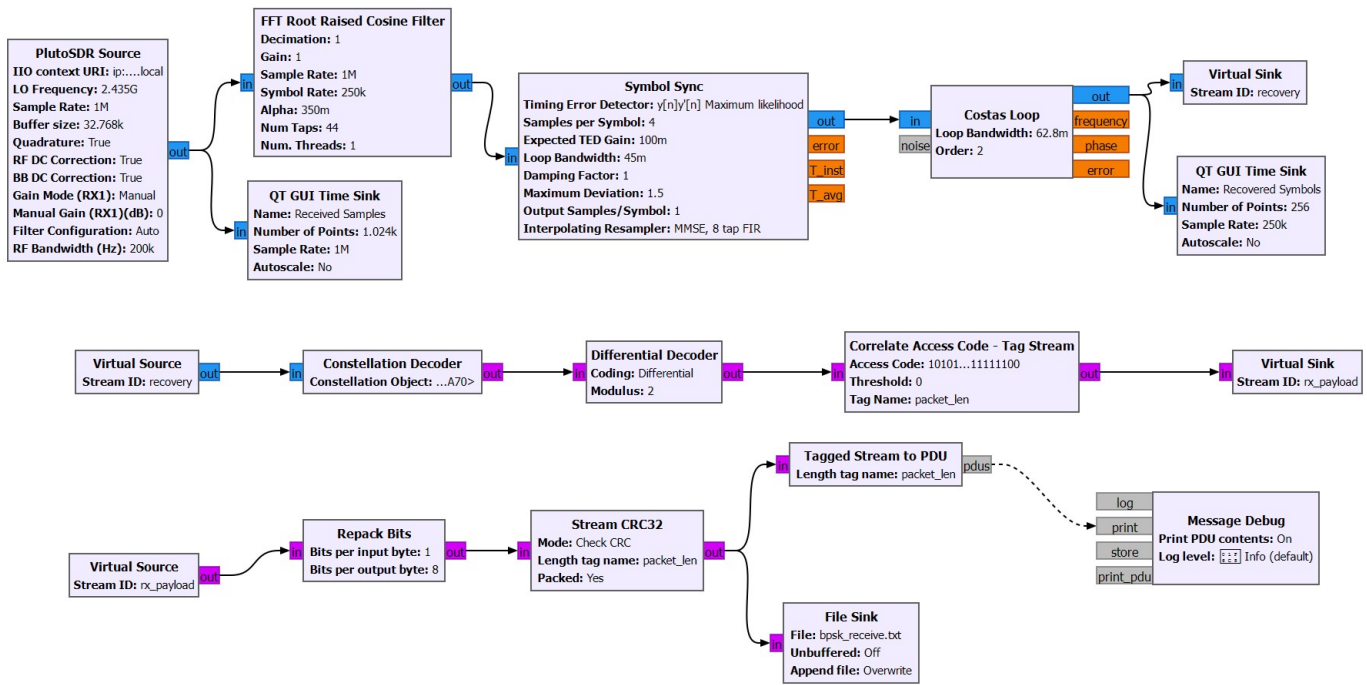 PlutoSDR Source
IIO context URI: ip:....local
LO Frequency: 2.435G
Sample Rate: 1M
Buffer size: 32.768k
Quadrature: True
RF DC Correction: True
BB DC Correction: True
Gain Mode (RX1): Manual
Manual Gain (RX1)(dB): 0
Filter Configuration: Auto
RF Bandwidth (Hz): 200k
out
FFT Root Raised Cosine Filter
Decimation: 1
Gain: 1
Sample Rate: 1M
Symbol Rate: 250k
Alpha: 350m
Num Taps: 44
Num. Threads: 1
in
out
QT GUI Time Sink
Name: Received Samples
Number of Points: 1.024k
Sample Rate: 1M
Autoscale: No
in
Symbol Sync
Timing Error Detector: y[n]y'[n] Maximum likelihood
Samples per Symbol: 4
Expected TED Gain: 100m
Loop Bandwidth: 45m
Damping Factor: 1
Maximum Deviation: 1.5
Output Samples/Symbol: 1
Interpolating Resampler: MMSE, 8 tap FIR
in
out
error
T_inst
T_avg
Costas Loop
Loop Bandwidth: 62.8m
Order: 2
in
noise
out
frequency
phase
error
Virtual Sink
Stream ID: recovery
in
QT GUI Time Sink
Name: Recovered Symbols
Number of Points: 256
Sample Rate: 250k
Autoscale: No
in
Virtual Source
Stream ID: recovery
out
Constellation Decoder
Constellation Object: ...A70>
in
out
Differential Decoder
Coding: Differential
Modulus: 2
in
out
Correlate Access Code - Tag Stream
Access Code: 10101...11111100
Threshold: 0
Tag Name: packet_len
in
out
Virtual Sink
Stream ID: rx_payload
in
Virtual Source
Stream ID: rx_payload
out
Repack Bits
Bits per input byte: 1
Bits per output byte: 8
in
out
Stream CRC32
Mode: Check CRC
Length tag name: packet_len
Packed: Yes
in
out
Tagged Stream to PDU
Length tag name: packet_len
in
pdus
File Sink
File: bpsk_receive.txt
Unbuffered: Off
Append file: Overwrite
in
Message Debug
Print PDU contents: On
Log level: Info (default)
log
print
store
print_pdu